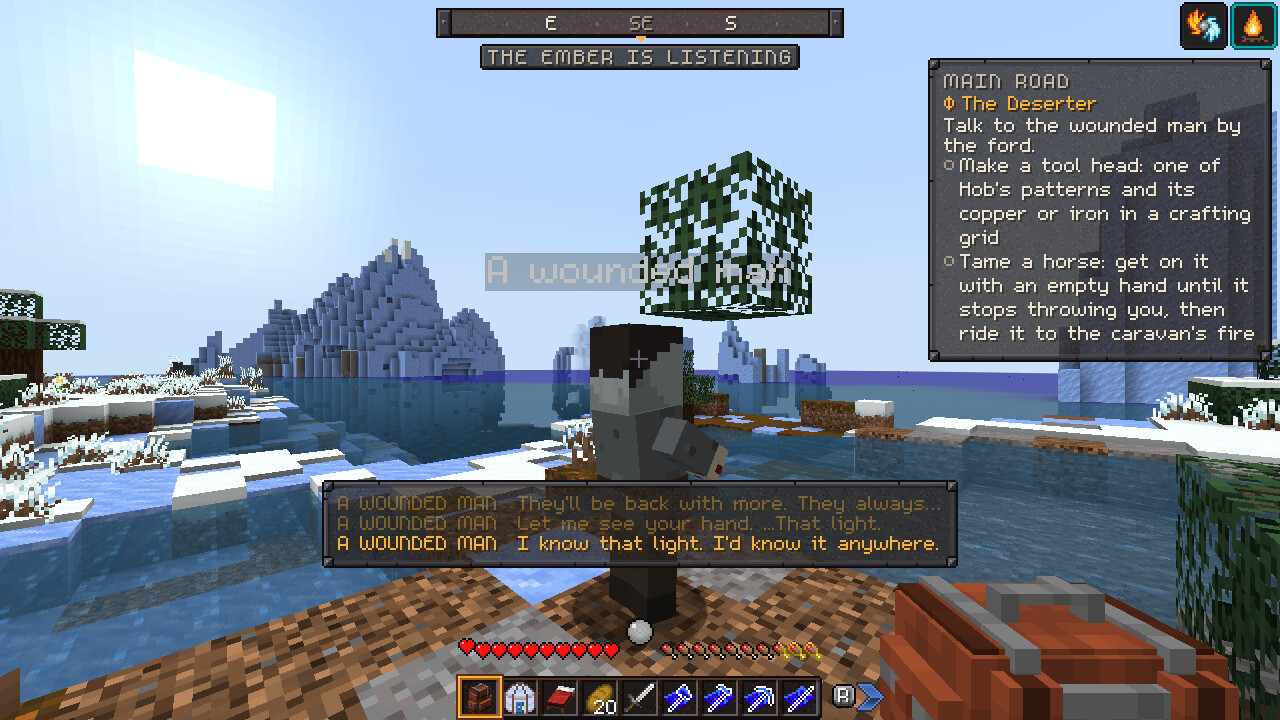 E SE S
THE EMBER IS LISTENING
MAIN ROAD
The Deserter
Talk to the wounded man by
the ford.
Make a tool head: one of
Hob's patterns and its
copper or iron in a crafting
grid
Tame a horse: get on it
with an empty hand until it
stops throwing you, then
ride it to the caravan's fire
A wounded man
A WOUNDED MAN They'll be back with more. They always...
A WOUNDED MAN Let me see your hand. ...That light.
A WOUNDED MAN I know that light. I'd know it anywhere.
20
R